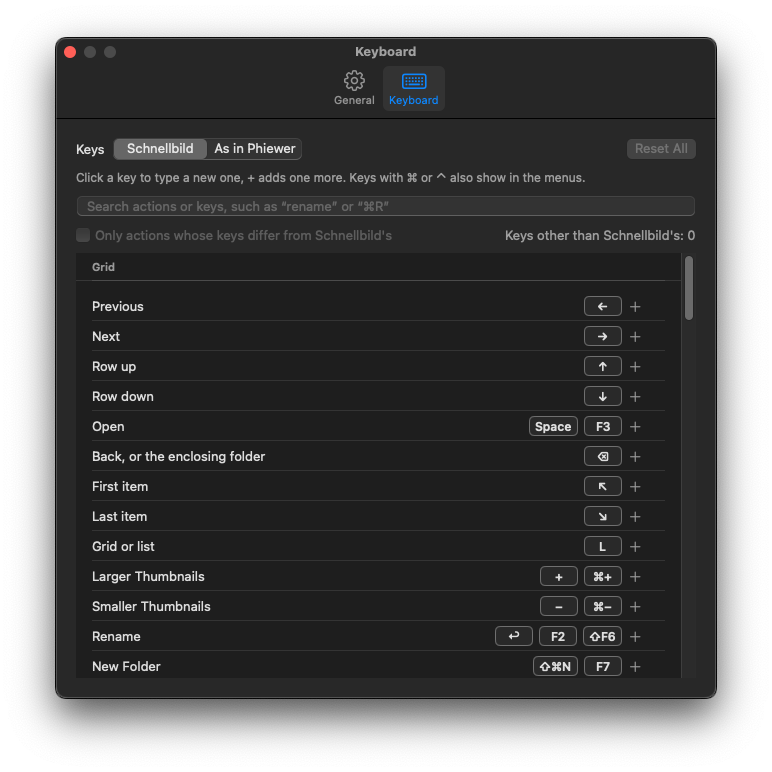 Keyboard
General Keyboard
Keys Schnellbild As in Phiewer Reset All
Click a key to type a new one, + adds one more. Keys with ⌘ or ^ also show in the menus.
Search actions or keys, such as “rename” or “⌘R”
Only actions whose keys differ from Schnellbild's Keys other than Schnellbild's: 0
Grid
Previous ← +
Next → +
Row up ↑ +
Row down ↓ +
Open Space F3 +
Back, or the enclosing folder ⌫ +
First item ↖ +
Last item ↘ +
Grid or list L +
Larger Thumbnails + ⌘+ +
Smaller Thumbnails − ⌘− +
Rename ↩ F2 ⇧F6 +
New Folder ⇧⌘N F7 +